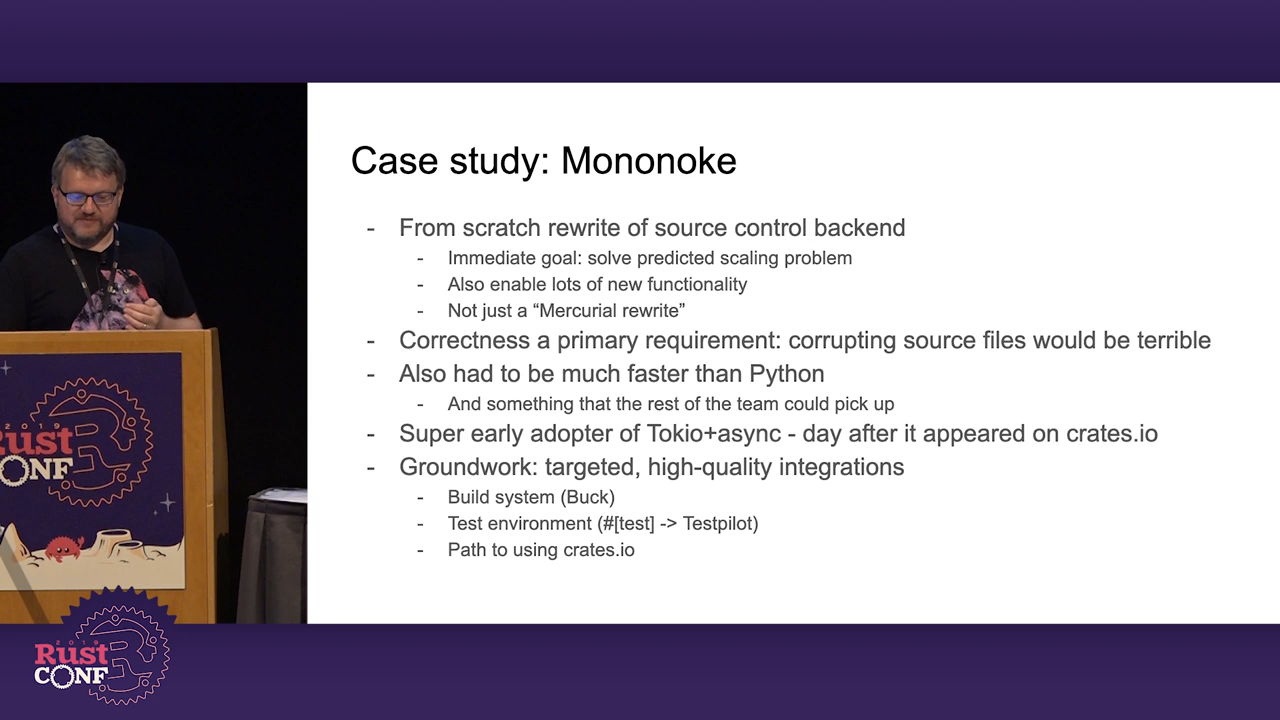 Case study: Mononoke
- From scratch rewrite of source control backend
- Immediate goal: solve predicted scaling problem
- Also enable lots of new functionality
- Not just a “Mercurial rewrite”
- Correctness a primary requirement: corrupting source files would be terrible
- Also had to be much faster than Python
- And something that the rest of the team could pick up
- Super early adopter of Tokio+async - day after it appeared on crates.io
- Groundwork: targeted, high-quality integrations
- Build system (Buck)
- Test environment (#[test] -> Testpilot)
- Path to using crates.io
2019
Rust
CONF
2019
Rust
CONF